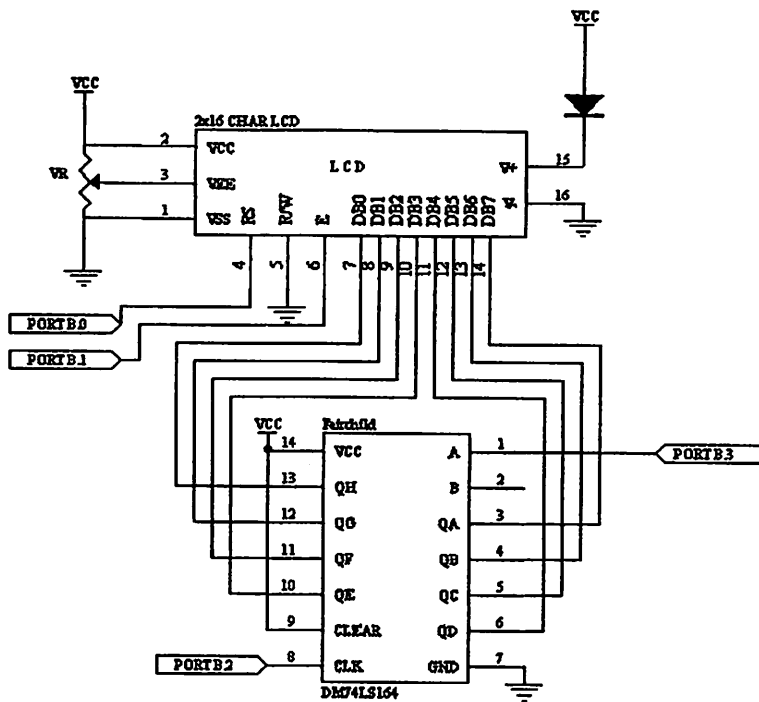 VCC
VCC
2x16 CHAR LCD
2 VCC
LCD
V+ 15
VR
3 VEE
V- 16
1 VSS
RS R/W E DB0 DB1 DB2 DB3 DB4 DB5 DB6 DB7
4 5 6 7 8 9 10 11 12 13 14
PORTB.0
PORTB.1
VCC
Fairchild
14 VCC A 1
PORTB.3
13 QH B 2
12 QG QA 3
11 QF QB 4
10 QE QC 5
9 CLEAR QD 6
PORTB.2
8 CLK GND 7
DM74LS164